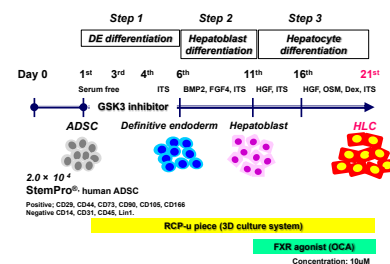 Step 1 Step 2 Step 3
DE differentiation Hepatoblast differentiation Hepatocyte differentiation
Day 0 1st 3rd 4th 6th 11th 16th 21st
Serum free ITS BMP2, FGF4, ITS HGF, ITS HGF, OSM, Dex, ITS
GSK3 inhibitor
ADSC Definitive endoderm Hepatoblast HLC
2.0 × 10⁴
StemPro®- human ADSC
Positive; CD29, CD44, CD73, CD90, CD105, CD166
Negative CD14, CD31, CD45, Lin1.
RCP-u piece (3D culture system)
FXR agonist (OCA)
Concentration: 10uM